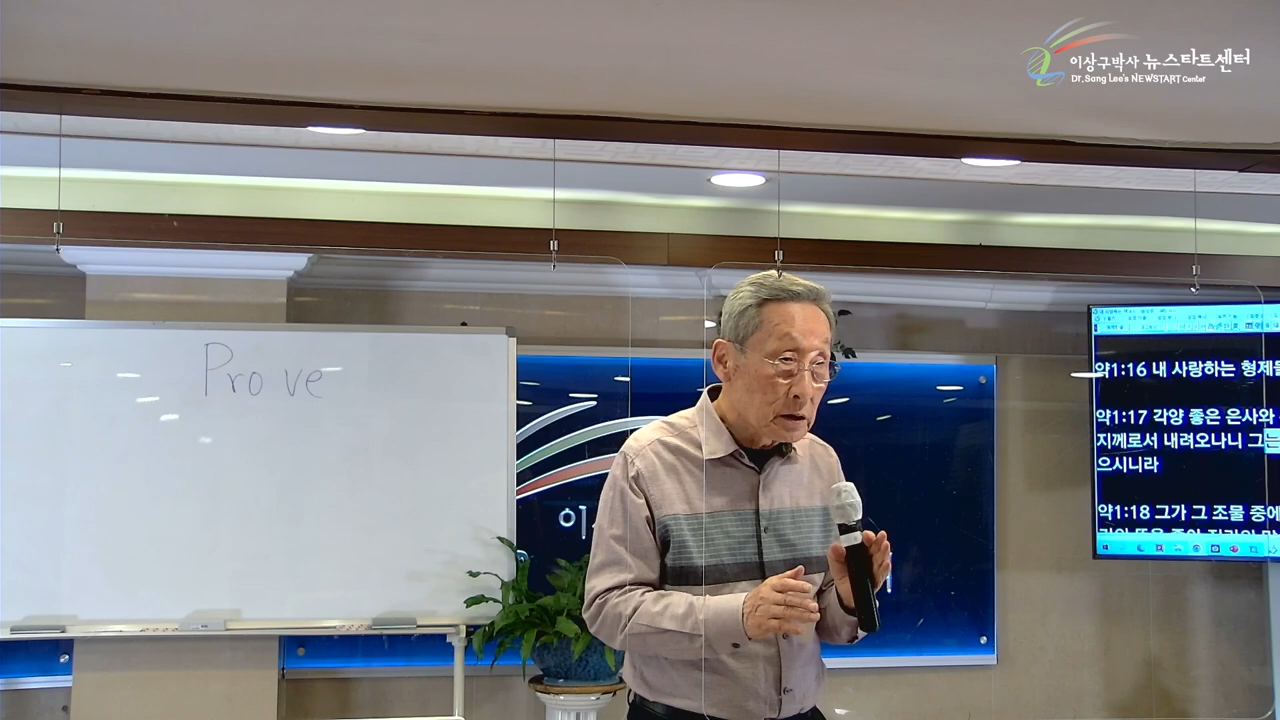 이상구박사 뉴스타트센터
Dr. Sang Lee's NEWSTART Center
Prove
약1:16 내 사랑하는 형제들
약1:17 각양 좋은 은사와
지께로서 내려오나니 그는
으시니라
약1:18 그가 그 조물 중에
이